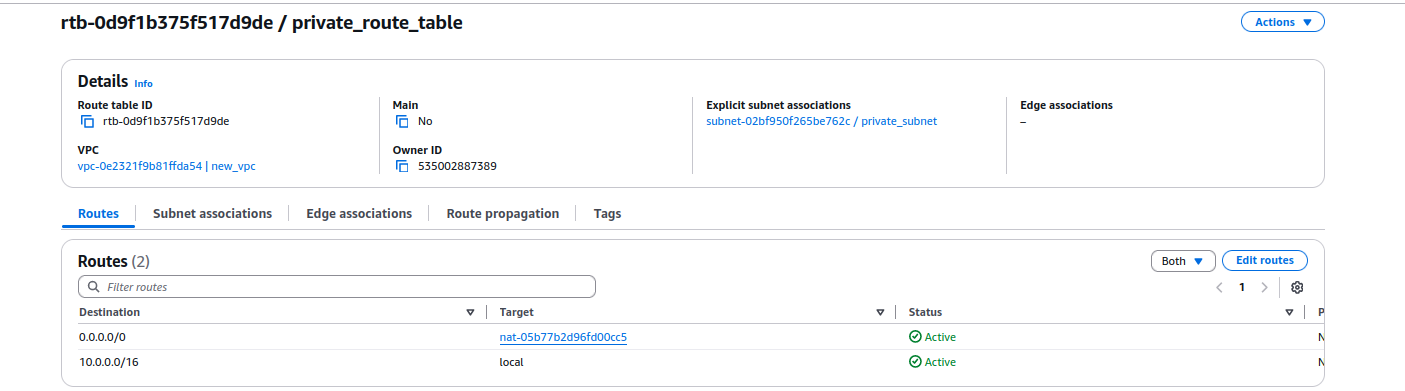 rtb-0d9f1b375f517d9de / private_route_table
Actions
Details Info
Route table ID
rtb-0d9f1b375f517d9de
Main
No
Explicit subnet associations
subnet-02bf950f265be762c / private_subnet
Edge associations
–
VPC
vpc-0e2321f9b81ffda54 | new_vpc
Owner ID
535002887389
Routes
Subnet associations
Edge associations
Route propagation
Tags
Routes (2)
Both
Edit routes
Filter routes
1
Destination Target Status
0.0.0.0/0 nat-05b77b2d96fd00cc5 Active
10.0.0.0/16 local Active